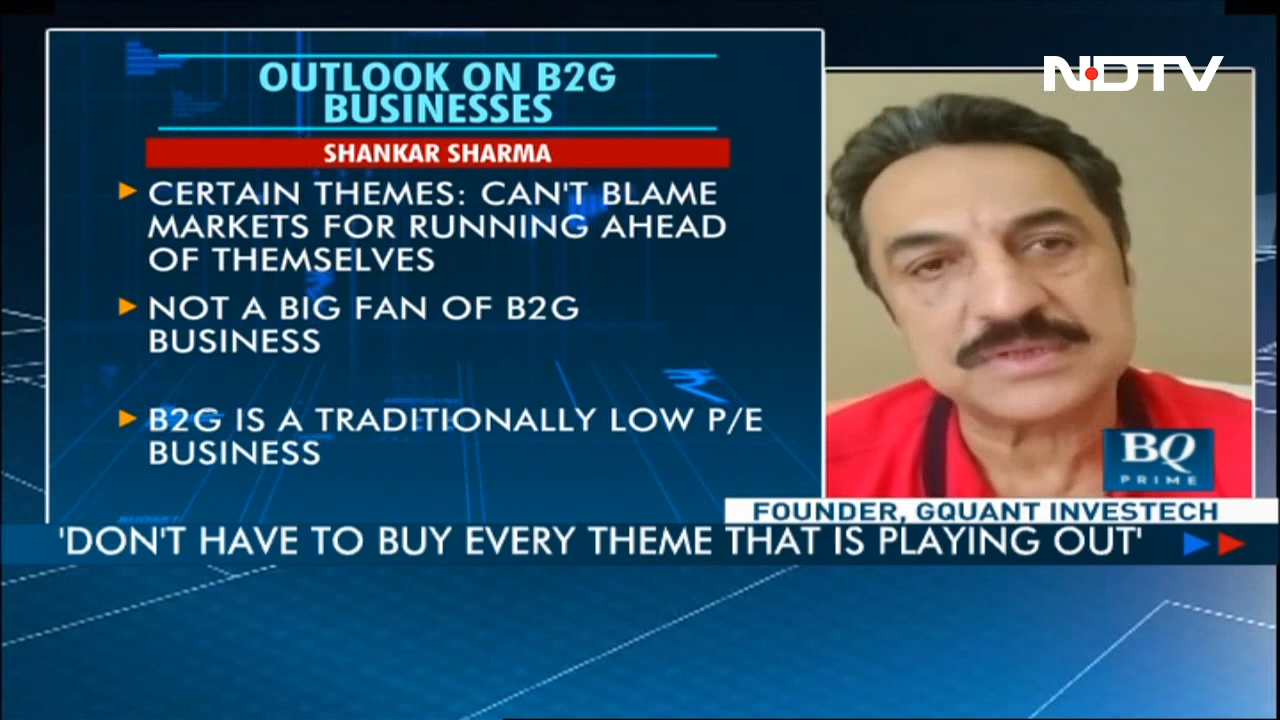 NDTV
OUTLOOK ON B2G
BUSINESSES
SHANKAR SHARMA
CERTAIN THEMES: CAN'T BLAME
MARKETS FOR RUNNING AHEAD
OF THEMSELVES
NOT A BIG FAN OF B2G
BUSINESS
B2G IS A TRADITIONALLY LOW P/E
BUSINESS
BQ
PRIME
FOUNDER, GQUANT INVESTECH
'DON'T HAVE TO BUY EVERY THEME THAT IS PLAYING OUT'